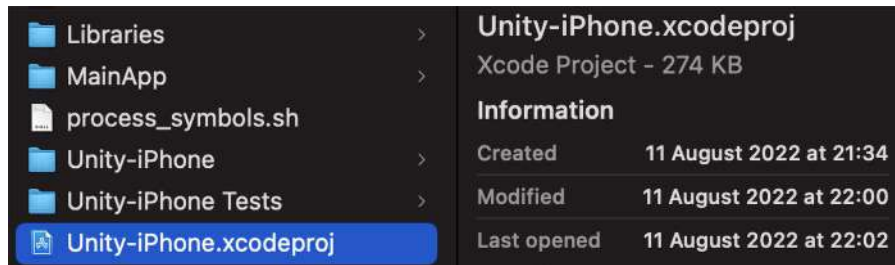 Libraries
MainApp
process_symbols.sh
Unity-iPhone
Unity-iPhone Tests
Unity-iPhone.xcodeproj
Unity-iPhone.xcodeproj
Xcode Project - 274 KB
Information
Created 11 August 2022 at 21:34
Modified 11 August 2022 at 22:00
Last opened 11 August 2022 at 22:02